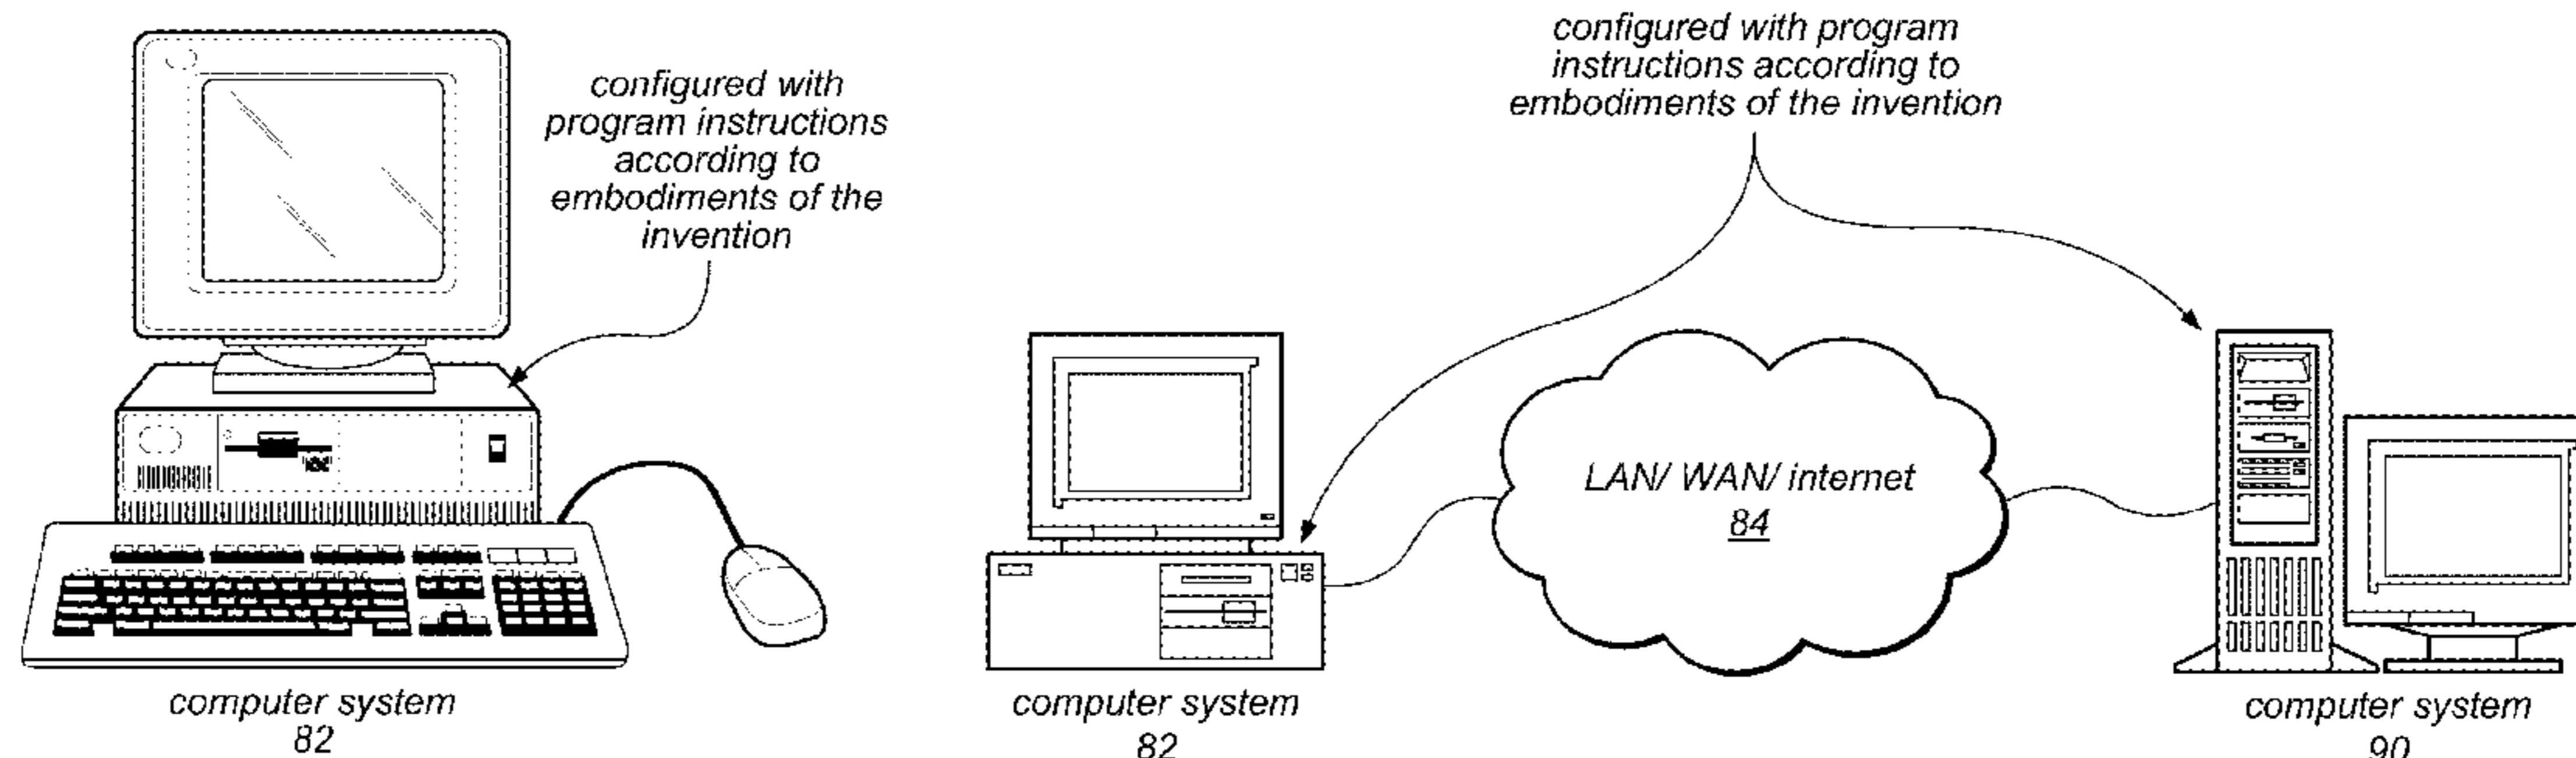 configured with
program instructions
according to
embodiments of the
invention
computer system
82
configured with program
instructions according to
embodiments of the invention
LAN/ WAN/ internet
84
computer system
82
computer system
90